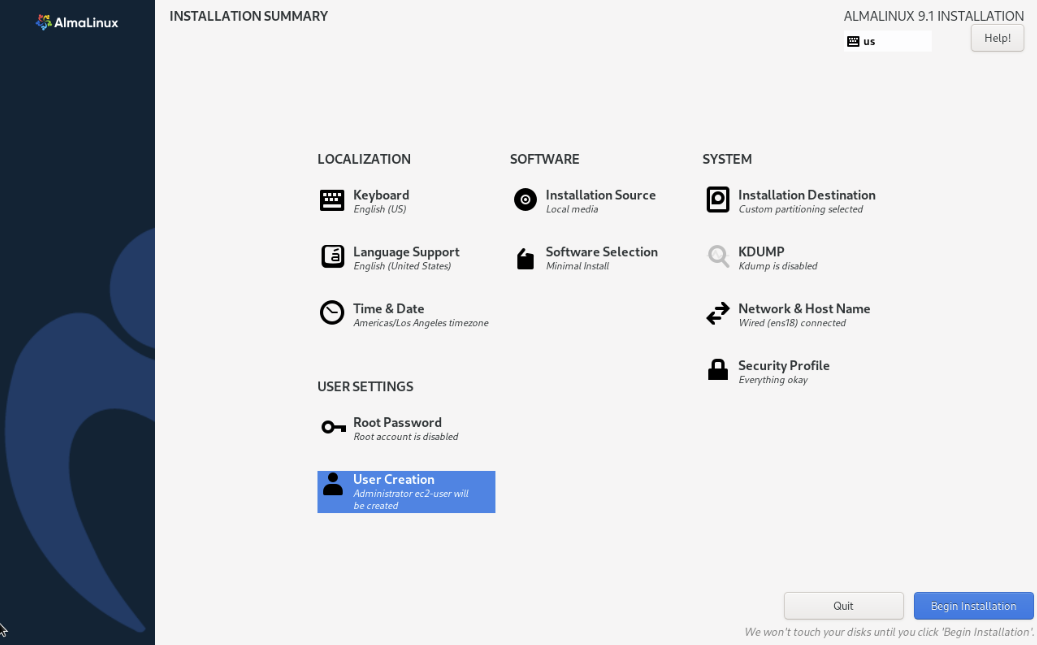 AlmaLinux
INSTALLATION SUMMARY
ALMALINUX 9.1 INSTALLATION
us
Help!
LOCALIZATION
Keyboard
English (US)
Language Support
English (United States)
Time & Date
Americas/Los Angeles timezone
SOFTWARE
Installation Source
Local media
Software Selection
Minimal Install
SYSTEM
Installation Destination
Custom partitioning selected
KDUMP
Kdump is disabled
Network & Host Name
Wired (ens18) connected
Security Profile
Everything okay
USER SETTINGS
Root Password
Root account is disabled
User Creation
Administrator ec2-user will
be created
Quit
Begin Installation
We won't touch your disks until you click 'Begin Installation'.